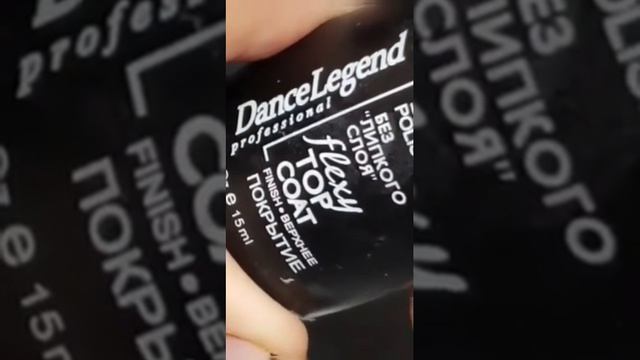 DanceLegend
professional
flexy
TOP
COAT
FINISH • ВЕРХНЕЕ
ПОКРЫТИЕ
e 15ml
БЕЗ
"ЛИПКОГО
СЛОЯ"